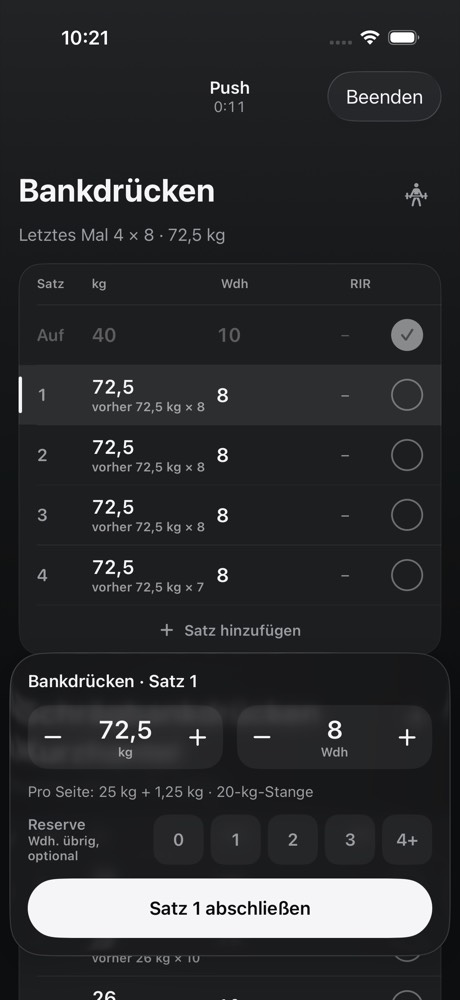 10:21
Push
0:11
Beenden
Bankdrücken
Letztes Mal 4 × 8 · 72,5 kg
Satz kg Wdh RIR
Auf 40 10 –
1 72,5 8 –
vorher 72,5 kg × 8
2 72,5 8 –
vorher 72,5 kg × 8
3 72,5 8 –
vorher 72,5 kg × 8
4 72,5 8 –
vorher 72,5 kg × 7
+ Satz hinzufügen
Bankdrücken · Satz 1
− 72,5 + − 8 +
kg Wdh
Pro Seite: 25 kg + 1,25 kg · 20-kg-Stange
Reserve
Wdh. übrig,
optional
0 1 2 3 4+
Satz 1 abschließen
vorher 26 kg × 10
26